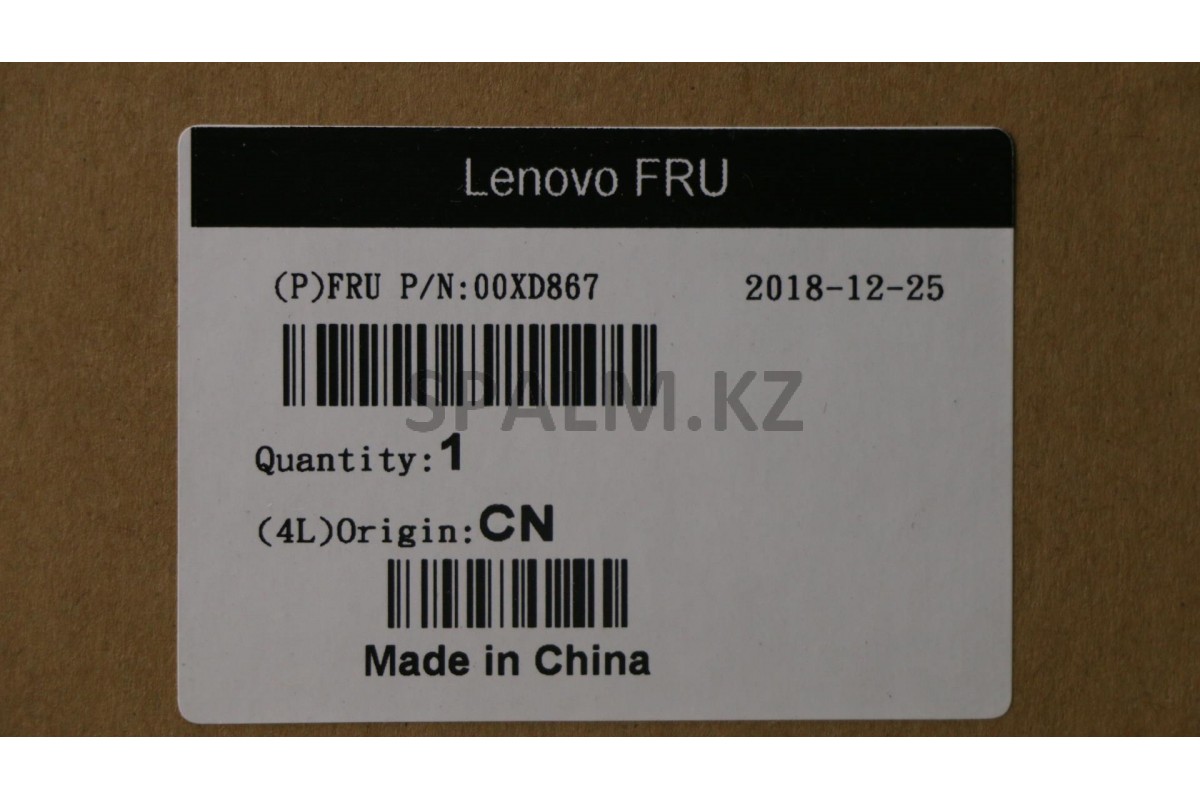 Lenovo FRU
(P)FRU P/N:00XD867 2018-12-25
SPALM.KZ
Quantity:1
(4L)Origin:CN
Made in China